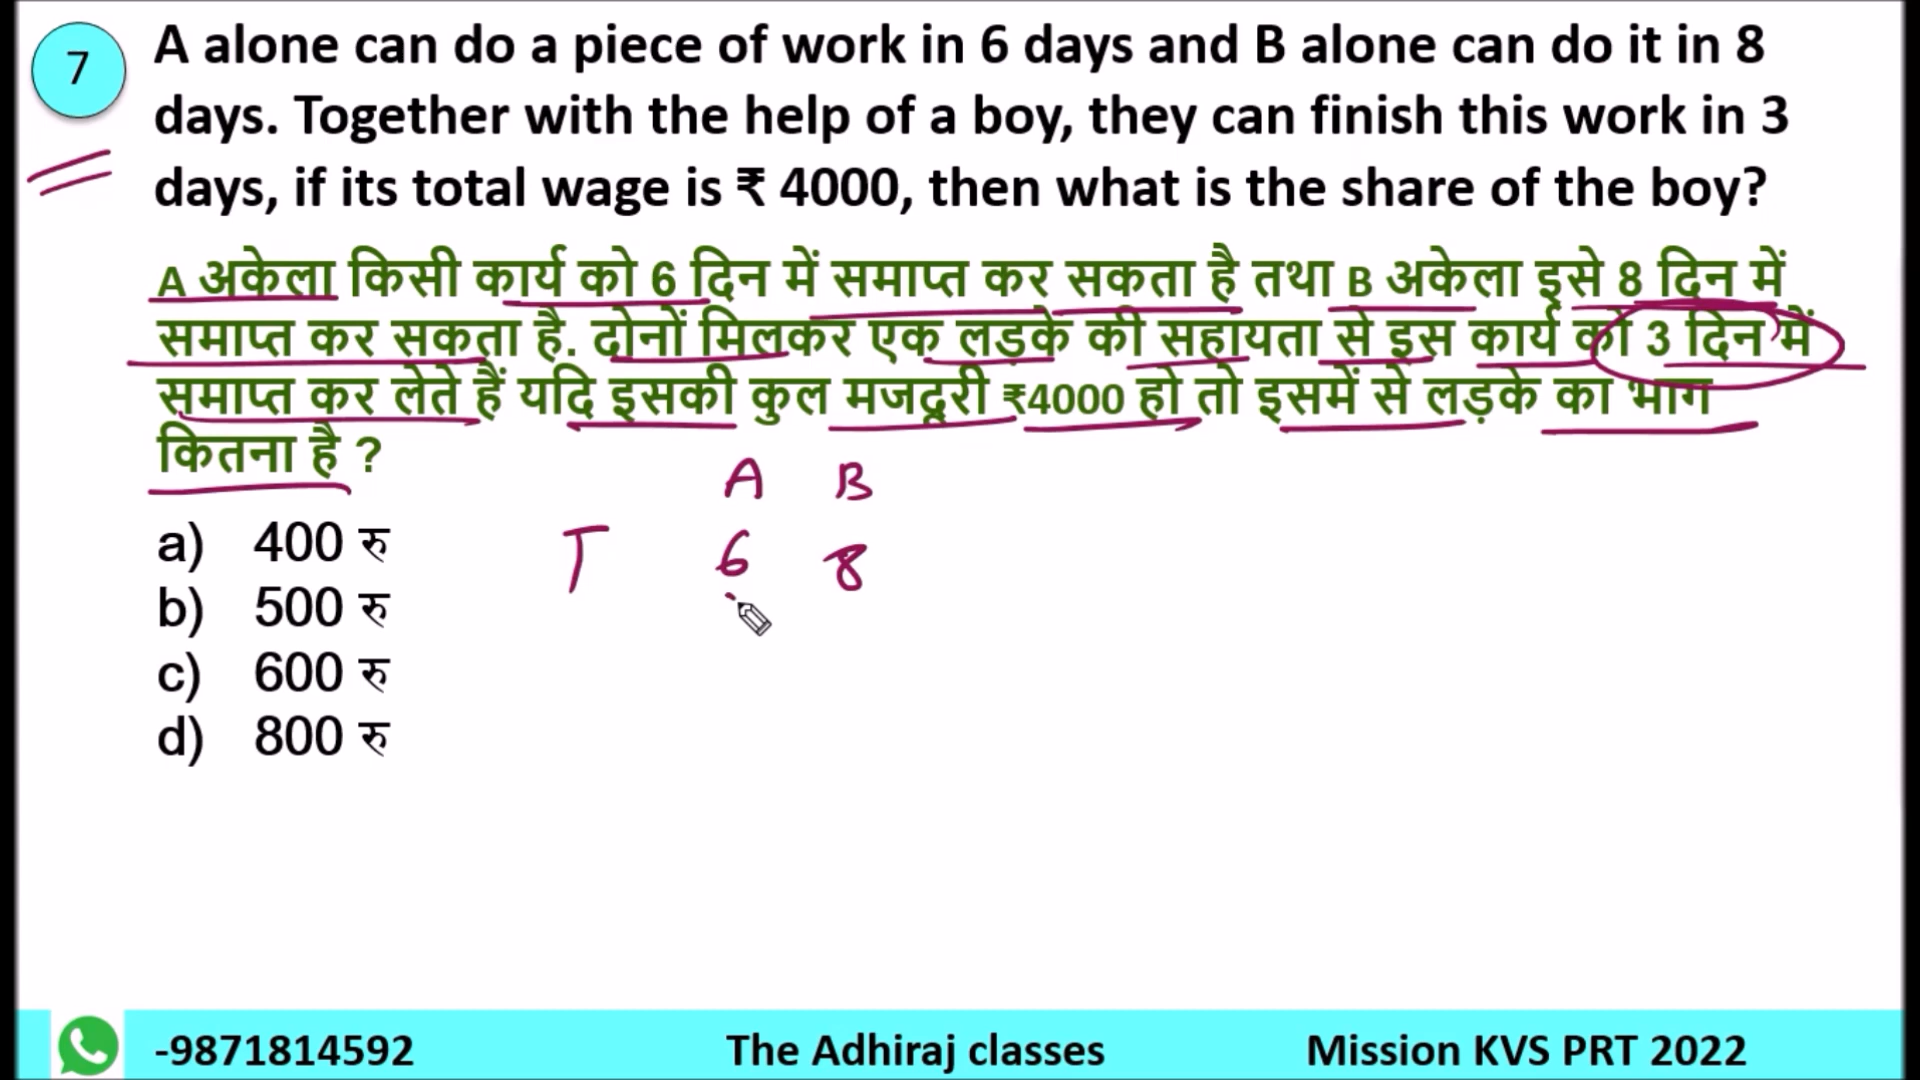 7
A alone can do a piece of work in 6 days and B alone can do it in 8
days. Together with the help of a boy, they can finish this work in 3
days, if its total wage is ₹ 4000, then what is the share of the boy?
A अकेला किसी कार्य को 6 दिन में समाप्त कर सकता है तथा B अकेला इसे 8 दिन में
समाप्त कर सकता है. दोनों मिलकर एक लड़के की सहायता से इस कार्य को 3 दिन में
समाप्त कर लेते हैं यदि इसकी कुल मजदूरी ₹4000 हो तो इसमें से लड़के का भाग
कितना है ?
A B
T 6 8
a) 400 रु
b) 500 रु
c) 600 रु
d) 800 रु
-9871814592 The Adhiraj classes Mission KVS PRT 2022